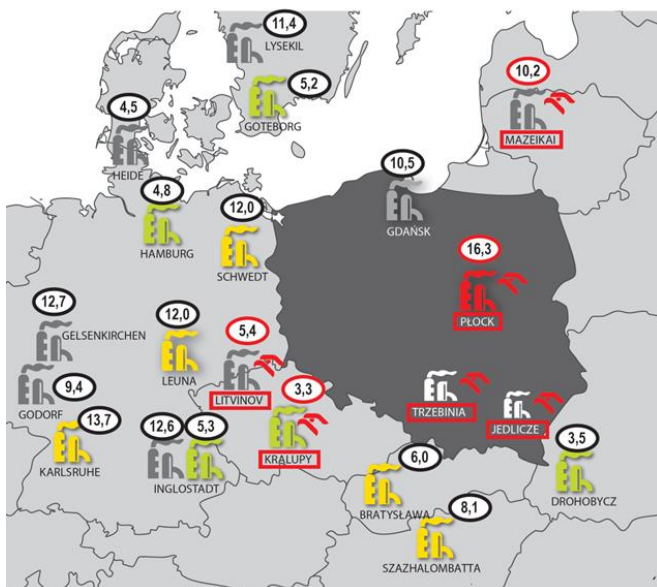 11,4
LYSEKIL
5,2
GOTEBORG
10,2
MAZEIKAI
4,5
HEIDE
10,5
GDAŃSK
4,8
HAMBURG
12,0
SCHWEDT
16,3
PŁOCK
12,7
GELSENKIRCHEN
12,0
LEUNA
5,4
LITVINOV
9,4
GODORF
3,3
KRALUPY
TRZEBINIA
JEDLICZE
13,7
KARLSRUHE
12,6
5,3
INGLOSTADT
6,0
BRATYSŁAWA
3,5
DROHOBYCZ
8,1
SZAZHALOMBATTA